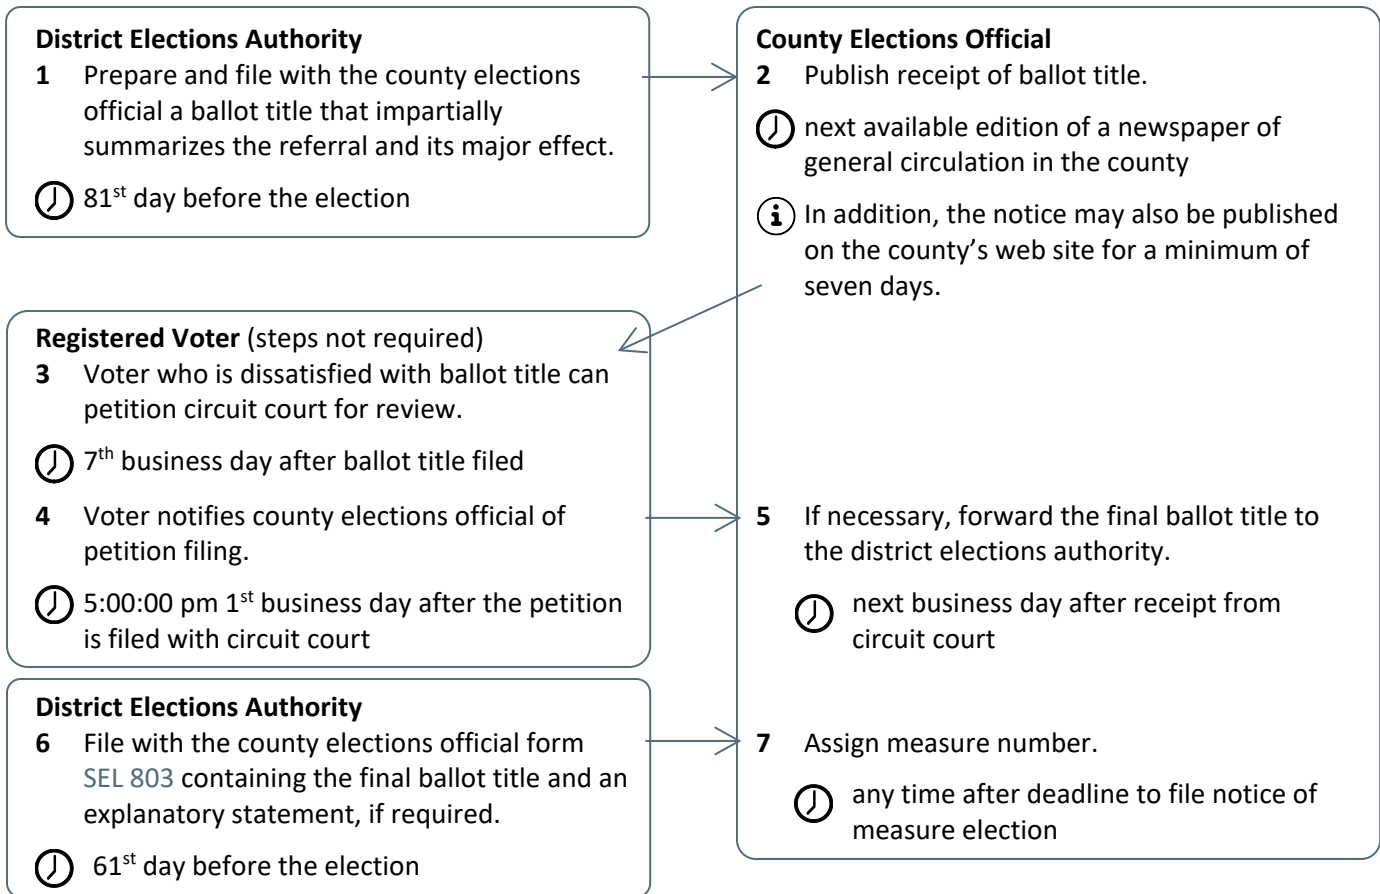 District Elections Authority
1 Prepare and file with the county elections
official a ballot title that impartially
summarizes the referral and its major effect.
81st day before the election
County Elections Official
2 Publish receipt of ballot title.
next available edition of a newspaper of
general circulation in the county
In addition, the notice may also be published
on the county’s web site for a minimum of
seven days.
Registered Voter (steps not required)
3 Voter who is dissatisfied with ballot title can
petition circuit court for review.
7th business day after ballot title filed
4 Voter notifies county elections official of
petition filing.
5:00:00 pm 1st business day after the petition
is filed with circuit court
5 If necessary, forward the final ballot title to
the district elections authority.
next business day after receipt from
circuit court
District Elections Authority
6 File with the county elections official form
SEL 803 containing the final ballot title and an
explanatory statement, if required.
61st day before the election
7 Assign measure number.
any time after deadline to file notice of
measure election